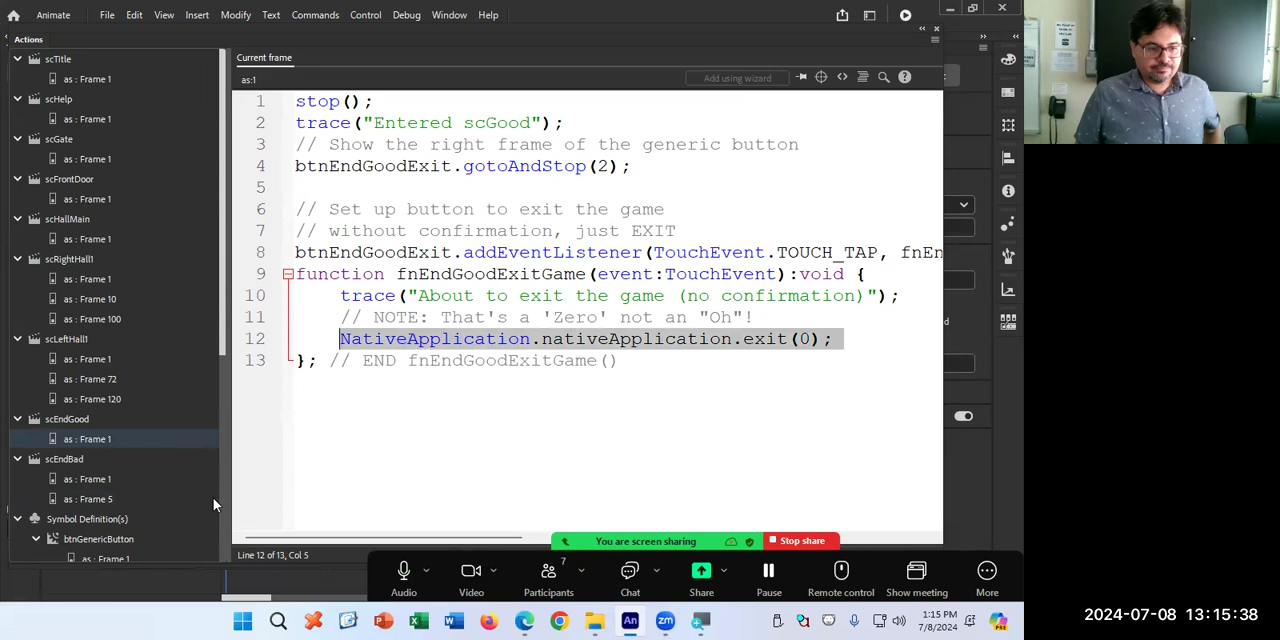 Animate File Edit View Insert Modify Text Commands Control Debug Window Help
Actions
scTitle
as : Frame 1
scHelp
as : Frame 1
scGate
as : Frame 1
scFrontDoor
as : Frame 1
scHallMain
as : Frame 1
scRightHall1
as : Frame 1
as : Frame 10
as : Frame 100
scLeftHall1
as : Frame 1
as : Frame 72
as : Frame 120
scEndGood
as : Frame 1
scEndBad
as : Frame 1
as : Frame 5
Symbol Definition(s)
btnGenericButton
as : Frame 1
Current frame
as:1
Add using wizard
1 stop();
2 trace("Entered scGood");
3 // Show the right frame of the generic button
4 btnEndGoodExit.gotoAndStop(2);
5
6 // Set up button to exit the game
7 // without confirmation, just EXIT
8 btnEndGoodExit.addEventListener(TouchEvent.TOUCH_TAP, fnEn
9 function fnEndGoodExitGame(event:TouchEvent):void {
10 trace("About to exit the game (no confirmation)");
11 // NOTE: That's a 'Zero' not an "Oh"!
12 NativeApplication.nativeApplication.exit(0);
13 }; // END fnEndGoodExitGame()
Line 12 of 13, Col 5
You are screen sharing
Stop share
7
Audio Video Participants Chat Share Pause Remote control Show meeting More
1:15 PM
7/8/2024
2024-07-08 13:15:38